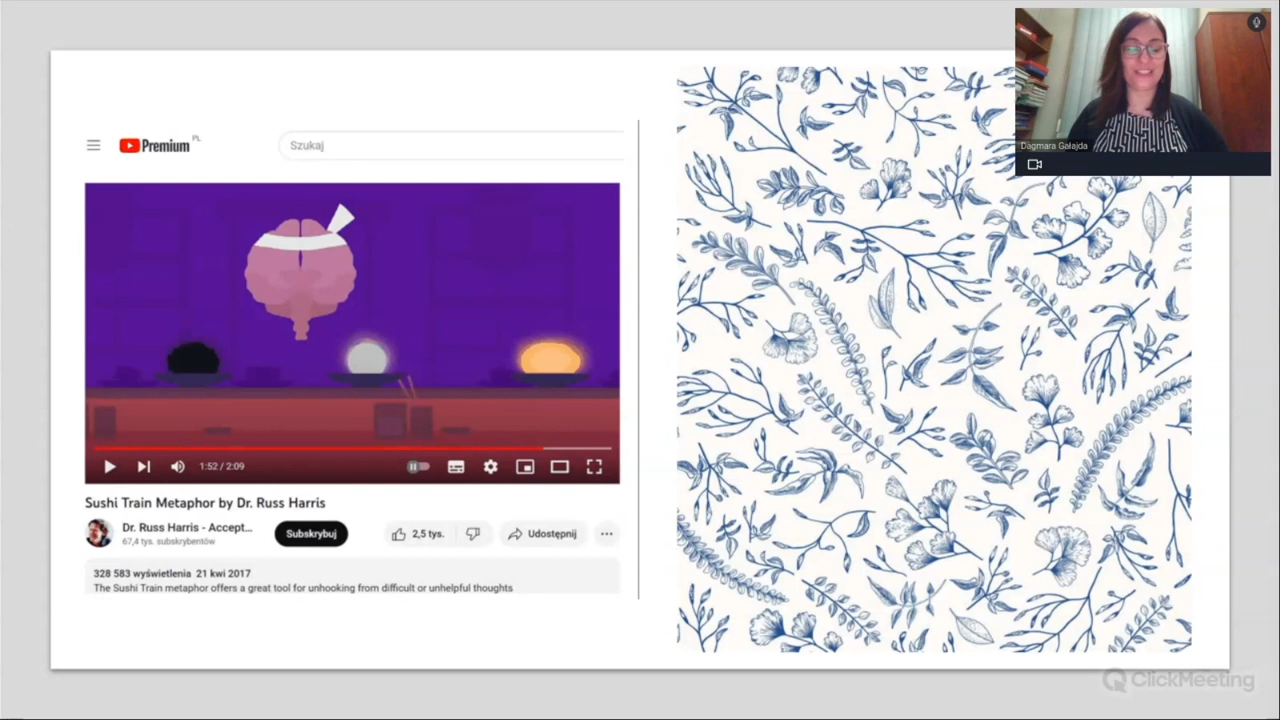 Premium PL
Szukaj
1:52 / 2:09
Sushi Train Metaphor by Dr. Russ Harris
Dr. Russ Harris - Accept...
67,4 tys. subskrybentów
Subskrybuj
2,5 tys.
Udostępnij
328 583 wyświetlenia 21 kwi 2017
The Sushi Train metaphor offers a great tool for unhooking from difficult or unhelpful thoughts
Dagmara Gałajda
ClickMeeting